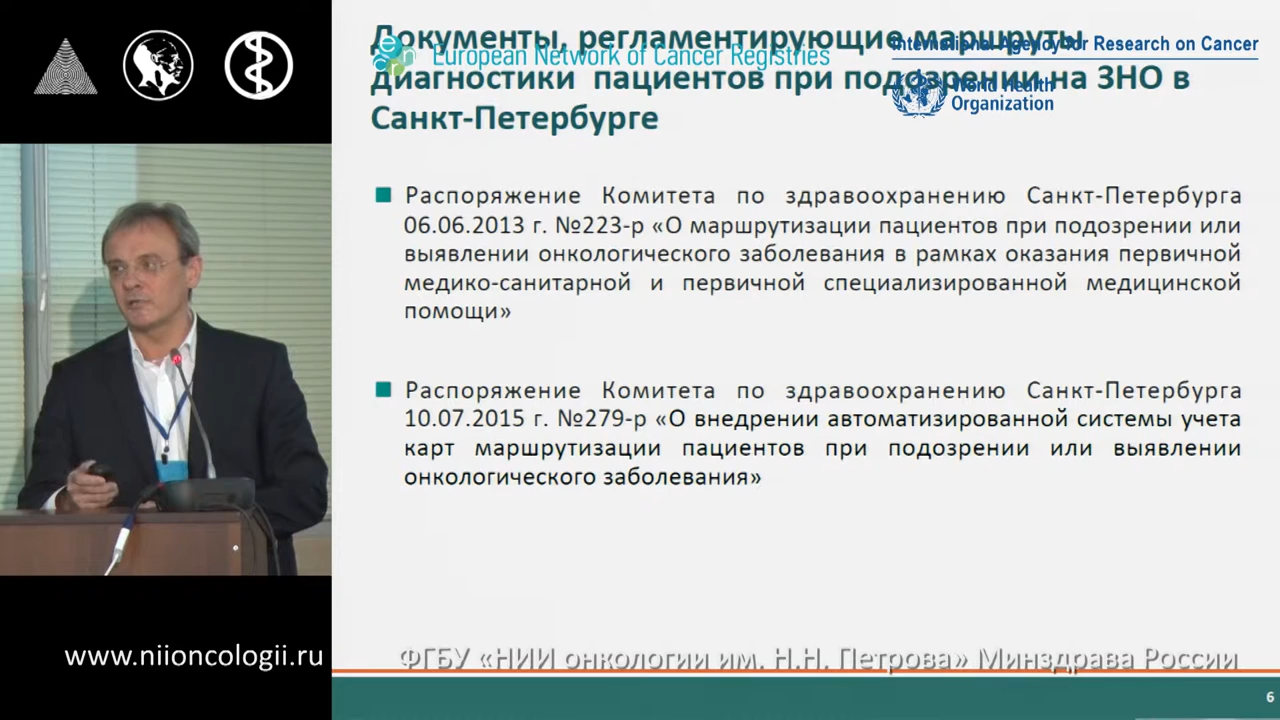 Документы, регламентирующие маршруты
диагностики пациентов при подозрении на ЗНО в
Санкт-Петербурге
European Network of Cancer Registries
International Agency for Research on Cancer
World Health
Organization
Распоряжение Комитета по здравоохранению Санкт-Петербурга
06.06.2013 г. №223-р «О маршрутизации пациентов при подозрении или
выявлении онкологического заболевания в рамках оказания первичной
медико-санитарной и первичной специализированной медицинской
помощи»
Распоряжение Комитета по здравоохранению Санкт-Петербурга
10.07.2015 г. №279-р «О внедрении автоматизированной системы учета
карт маршрутизации пациентов при подозрении или выявлении
онкологического заболевания»
www.niioncologii.ru
ФГБУ «НИИ онкологии им. Н.Н. Петрова» Минздрава России
6